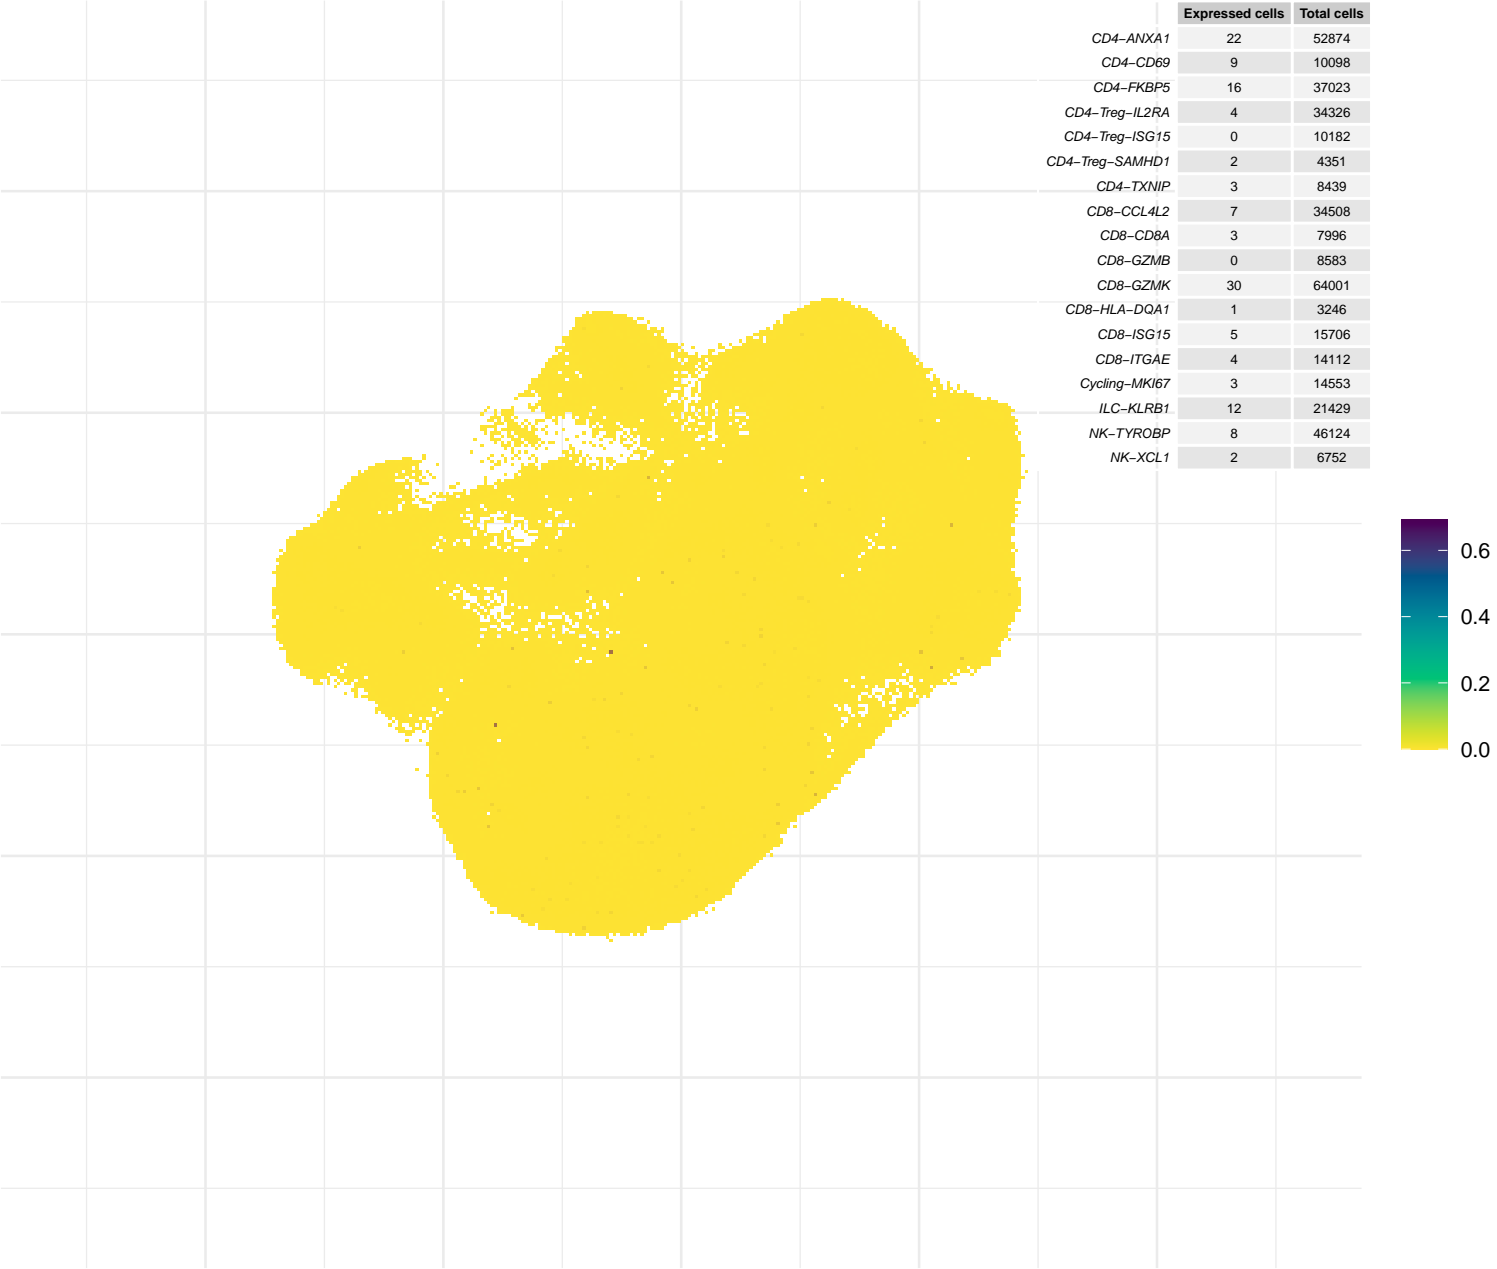 Expressed cells Total cells
CD4−ANXA1 22 52874
CD4−CD69 9 10098
CD4−FKBP5 16 37023
CD4−Treg−IL2RA 4 34326
CD4−Treg−ISG15 0 10182
CD4−Treg−SAMHD1 2 4351
CD4−TXNIP 3 8439
CD8−CCL4L2 7 34508
CD8−CD8A 3 7996
CD8−GZMB 0 8583
CD8−GZMK 30 64001
CD8−HLA−DQA1 1 3246
CD8−ISG15 5 15706
CD8−ITGAE 4 14112
Cycling−MKI67 3 14553
ILC−KLRB1 12 21429
NK−TYROBP 8 46124
NK−XCL1 2 6752
0.6
0.4
0.2
0.0